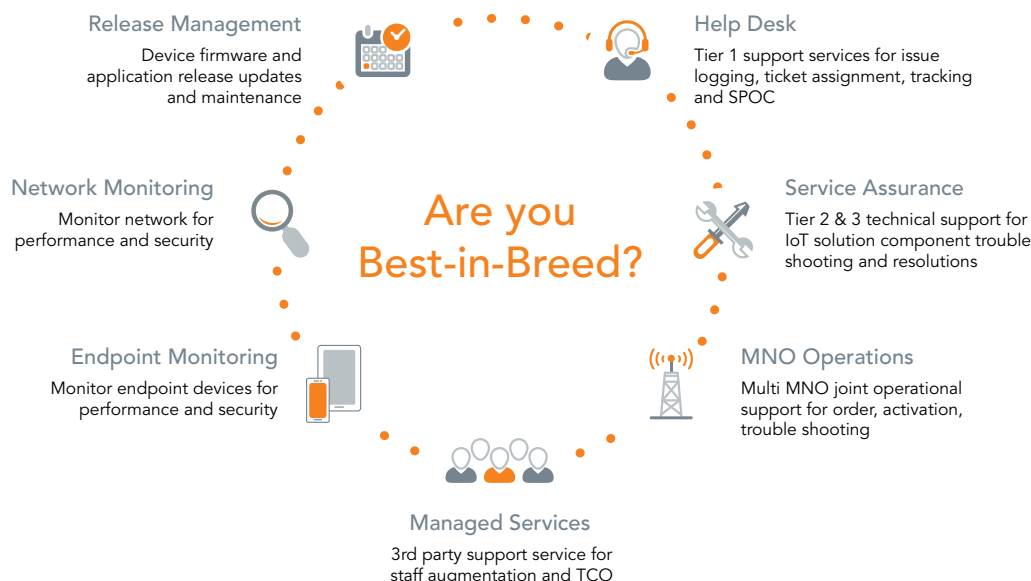 Release Management
Device firmware and
application release updates
and maintenance
Help Desk
Tier 1 support services for issue
logging, ticket assignment, tracking
and SPOC
Network Monitoring
Monitor network for
performance and security
Are you
Best-in-Breed?
Service Assurance
Tier 2 & 3 technical support for
IoT solution component trouble
shooting and resolutions
Endpoint Monitoring
Monitor endpoint devices for
performance and security
MNO Operations
Multi MNO joint operational
support for order, activation,
trouble shooting
Managed Services
3rd party support service for
staff augmentation and TCO